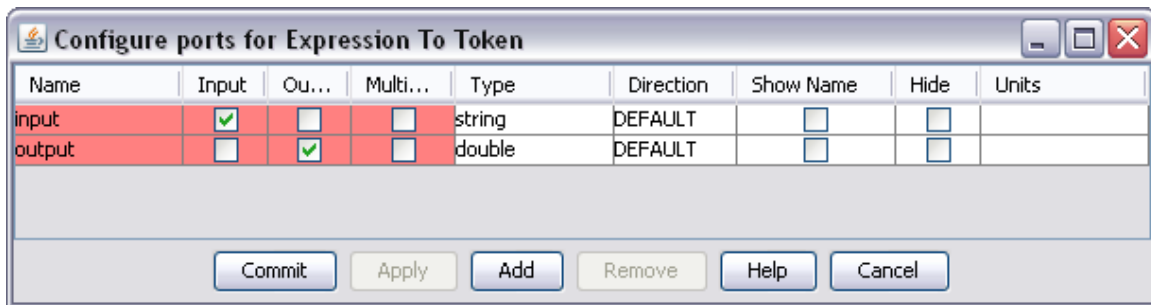 Configure ports for Expression To Token
Name Input Ou... Multi... Type Direction Show Name Hide Units
input string DEFAULT
output double DEFAULT
Commit Apply Add Remove Help Cancel